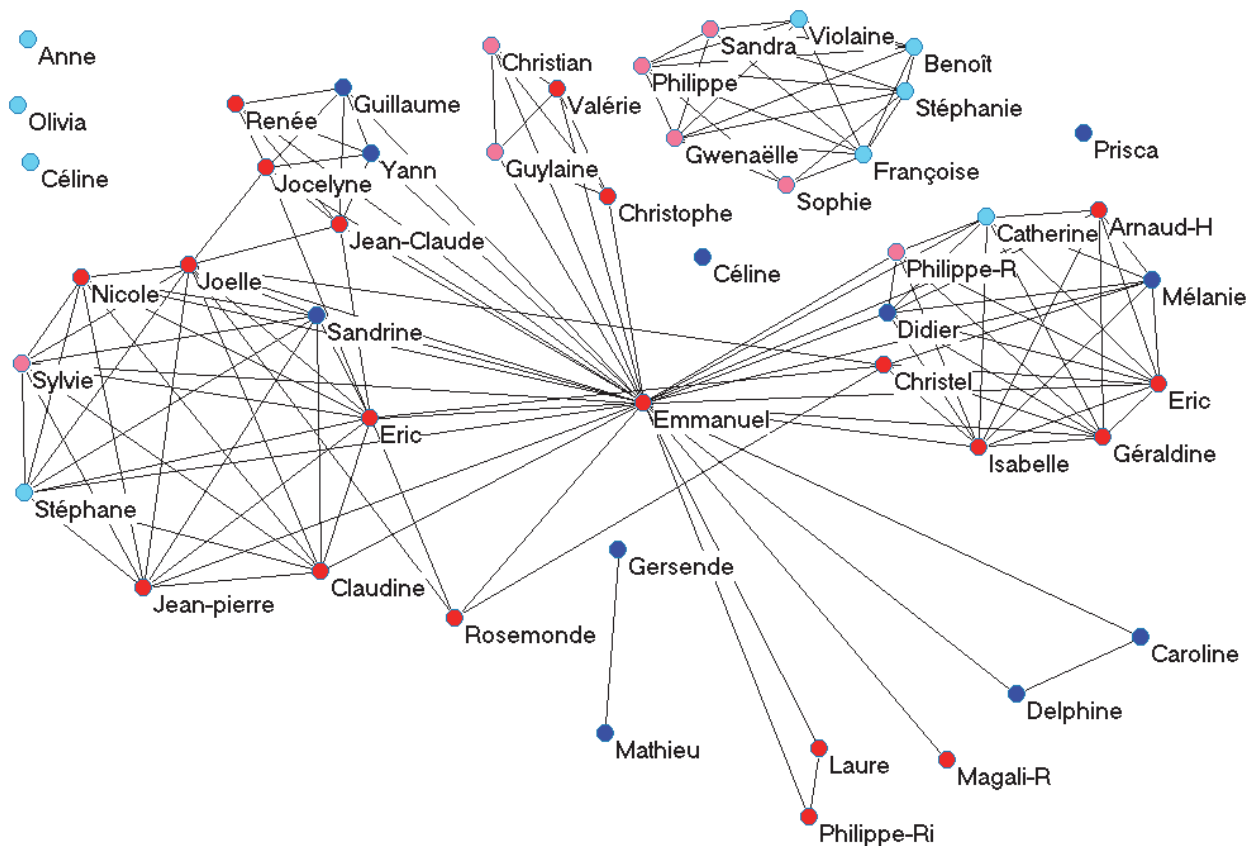 Anne
Olivia
Céline
Renée
Guillaume
Yann
Jocelyne
Jean-Claude
Christian
Valérie
Guylaine
Christophe
Violaine
Sandra
Benoît
Philippe
Stéphanie
Gwenaëlle
Françoise
Sophie
Prisca
Céline
Catherine
Arnaud-H
Philippe-R
Mélanie
Didier
Christel
Eric
Isabelle
Géraldine
Nicole
Joelle
Sandrine
Sylvie
Eric
Emmanuel
Stéphane
Jean-pierre
Claudine
Rosemonde
Gersende
Mathieu
Caroline
Delphine
Laure
Magali-R
Philippe-Ri